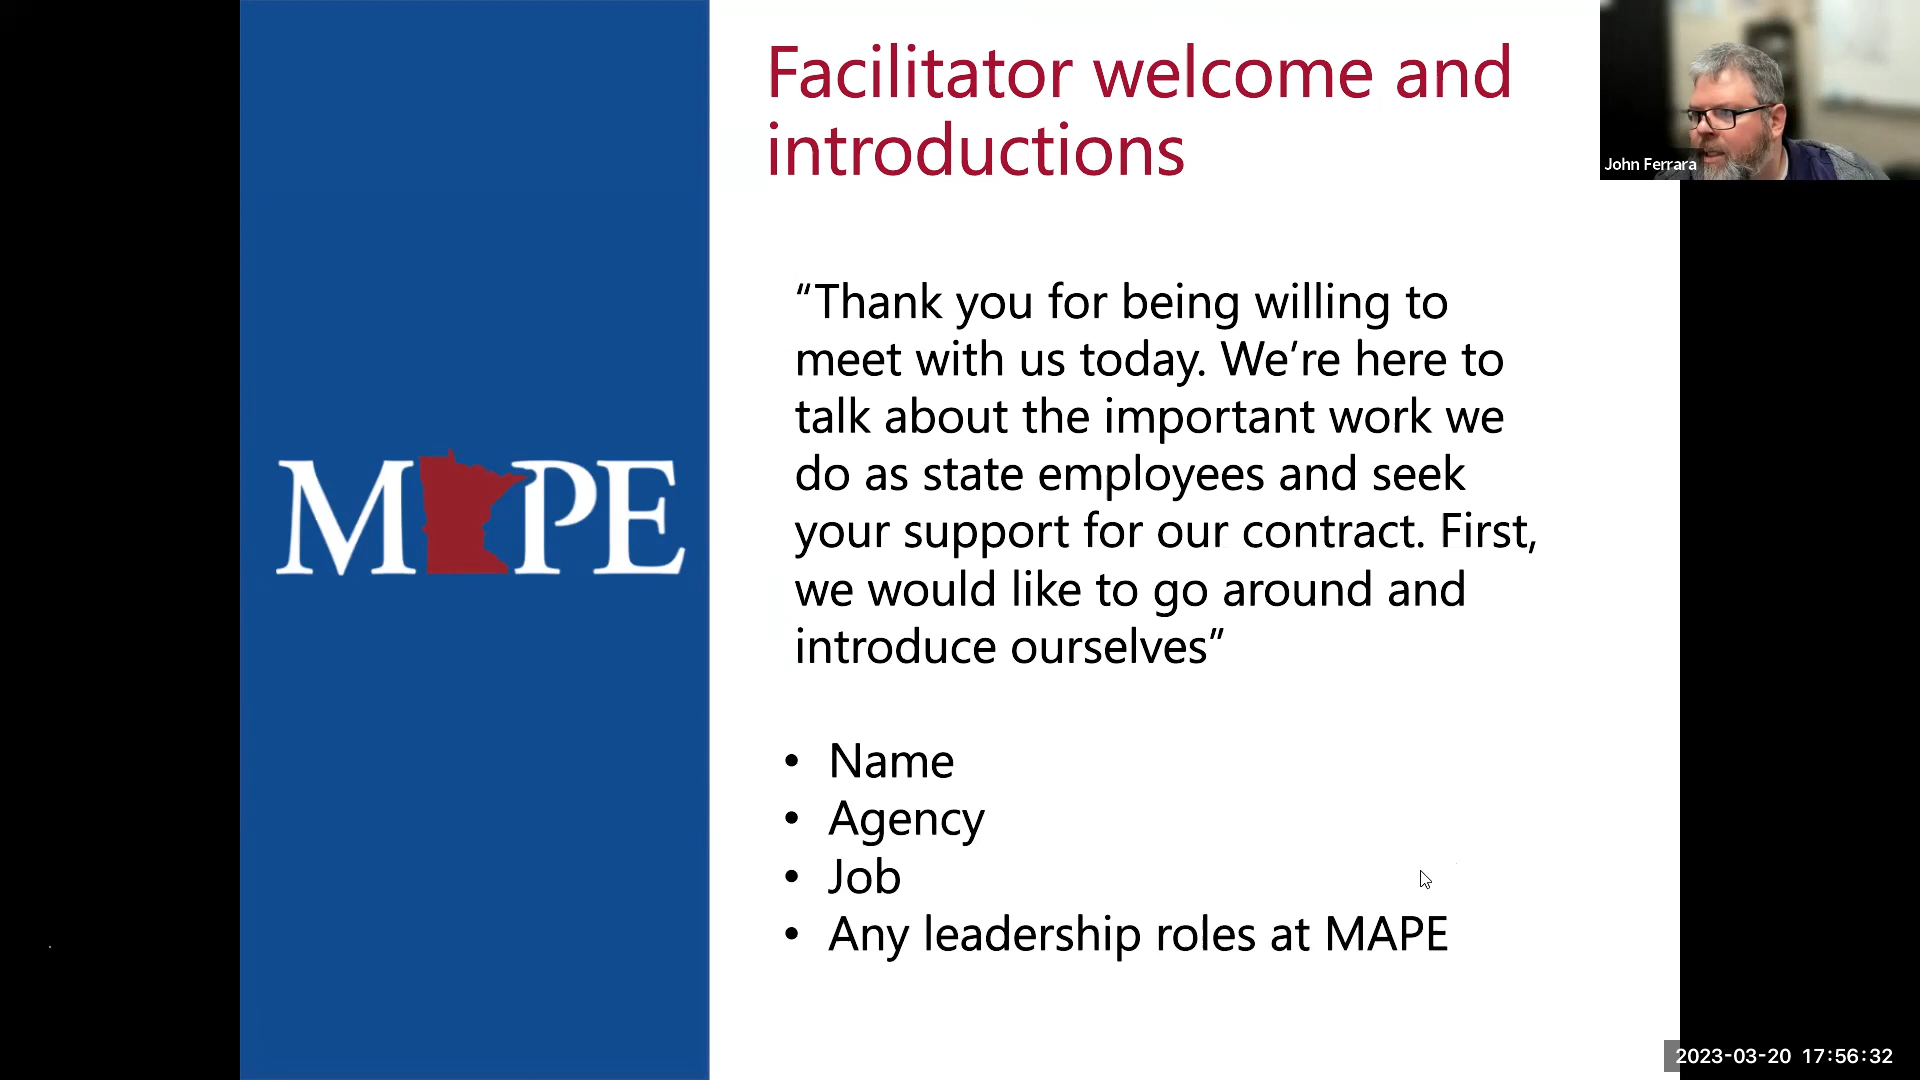 Facilitator welcome and
introductions
John Ferrara
“Thank you for being willing to
meet with us today. We’re here to
talk about the important work we
do as state employees and seek
your support for our contract. First,
we would like to go around and
introduce ourselves”
M PE
• Name
• Agency
• Job
• Any leadership roles at MAPE
2023-03-20 17:56:32